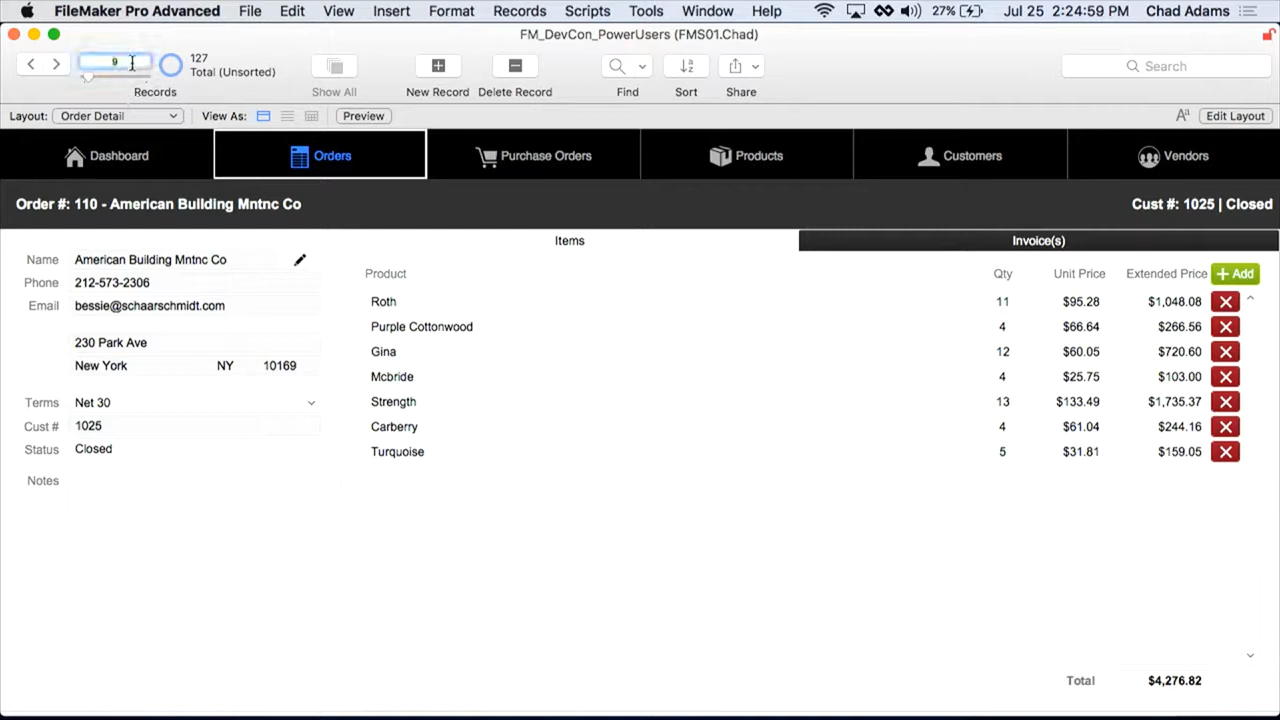 FileMaker Pro Advanced File Edit View Insert Format Records Scripts Tools Window Help 27% Jul 25 2:24:59 PM Chad Adams
FM_DevCon_PowerUsers (FMS01.Chad)
9 127
Total (Unsorted)
Search
Records Show All New Record Delete Record Find Sort Share
Layout: Order Detail View As: Preview Aa Edit Layout
Dashboard Orders Purchase Orders Products Customers Vendors
Order #: 110 - American Building Mntnc Co Cust #: 1025 | Closed
Items Invoice(s)
Name American Building Mntnc Co
Phone 212-573-2306
Email bessie@schaarschmidt.com
230 Park Ave
New York NY 10169
Terms Net 30
Cust # 1025
Status Closed
Notes
Product Qty Unit Price Extended Price + Add
Roth 11 $95.28 $1,048.08
Purple Cottonwood 4 $66.64 $266.56
Gina 12 $60.05 $720.60
Mcbride 4 $25.75 $103.00
Strength 13 $133.49 $1,735.37
Carberry 4 $61.04 $244.16
Turquoise 5 $31.81 $159.05
Total $4,276.82